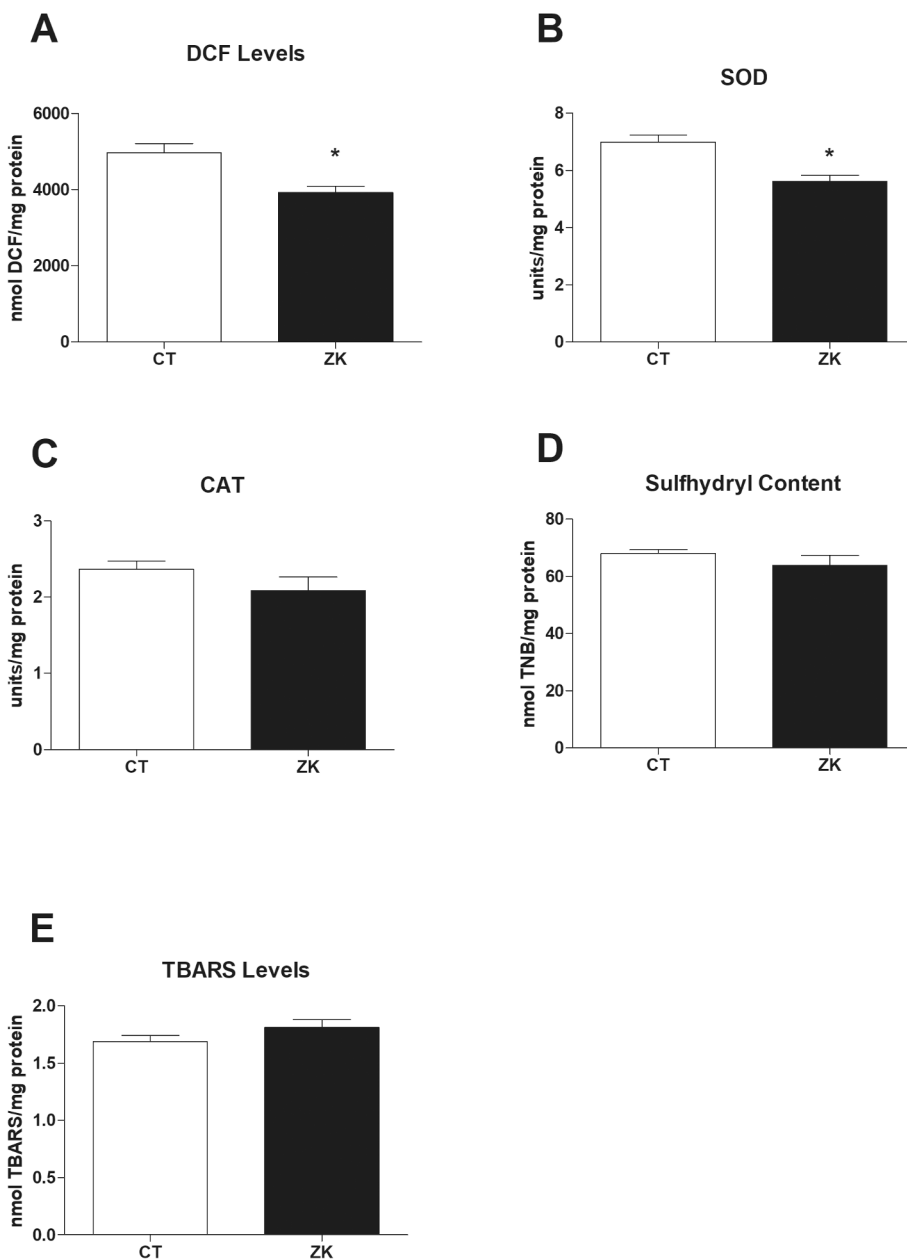 A
DCF Levels
nmol DCF/mg protein
6000
4000
2000
0
*
CT
ZK
B
SOD
units/mg protein
8
6
4
2
0
*
CT
ZK
C
CAT
units/mg protein
3
2
1
0
CT
ZK
D
Sulfhydryl Content
nmol TNB/mg protein
80
60
40
20
0
CT
ZK
E
TBARS Levels
nmol TBARS/mg protein
2.0
1.5
1.0
0.5
0.0
CT
ZK